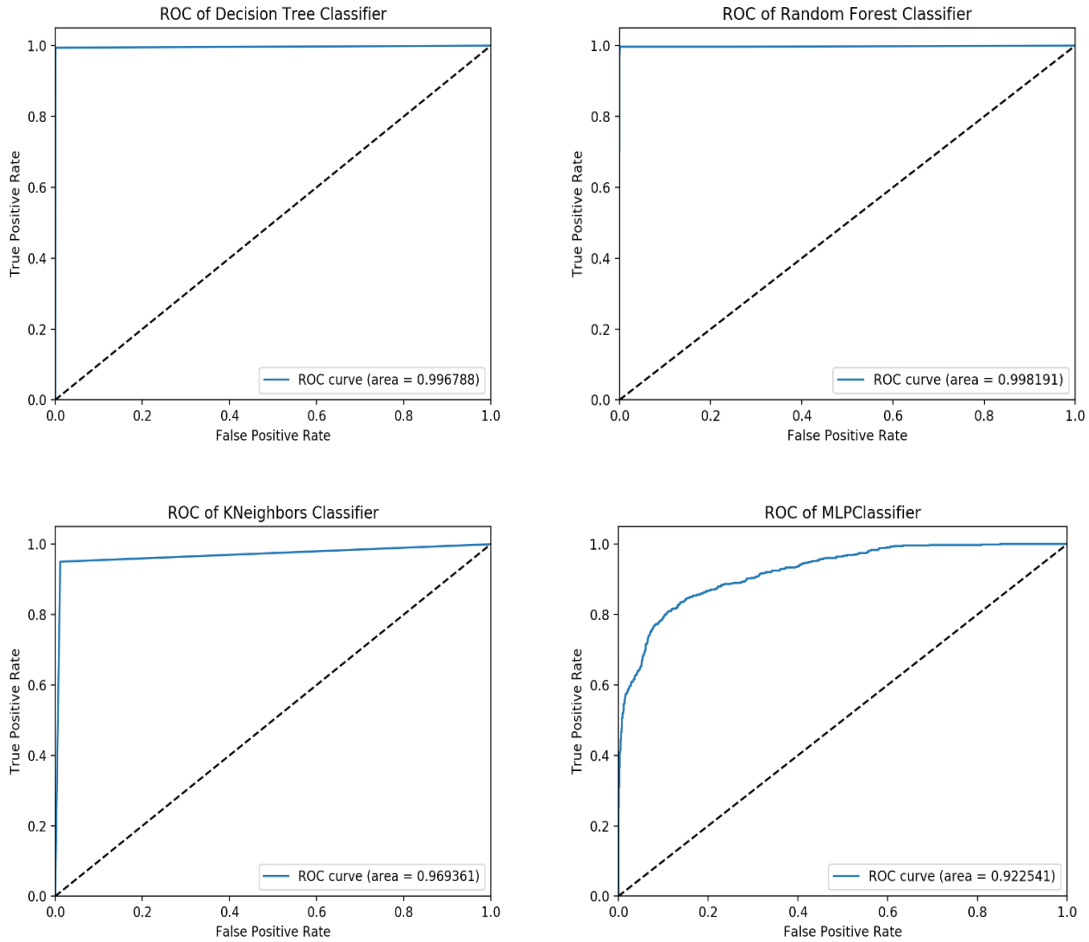 ROC of Decision Tree Classifier
True Positive Rate
1.0
0.8
0.6
0.4
0.2
0.0
ROC curve (area = 0.996788)
0.0 0.2 0.4 0.6 0.8 1.0
False Positive Rate
ROC of Random Forest Classifier
True Positive Rate
1.0
0.8
0.6
0.4
0.2
0.0
ROC curve (area = 0.998191)
0.0 0.2 0.4 0.6 0.8 1.0
False Positive Rate
ROC of KNeighbors Classifier
True Positive Rate
1.0
0.8
0.6
0.4
0.2
0.0
ROC curve (area = 0.969361)
0.0 0.2 0.4 0.6 0.8 1.0
False Positive Rate
ROC of MLPClassifier
True Positive Rate
1.0
0.8
0.6
0.4
0.2
0.0
ROC curve (area = 0.922541)
0.0 0.2 0.4 0.6 0.8 1.0
False Positive Rate